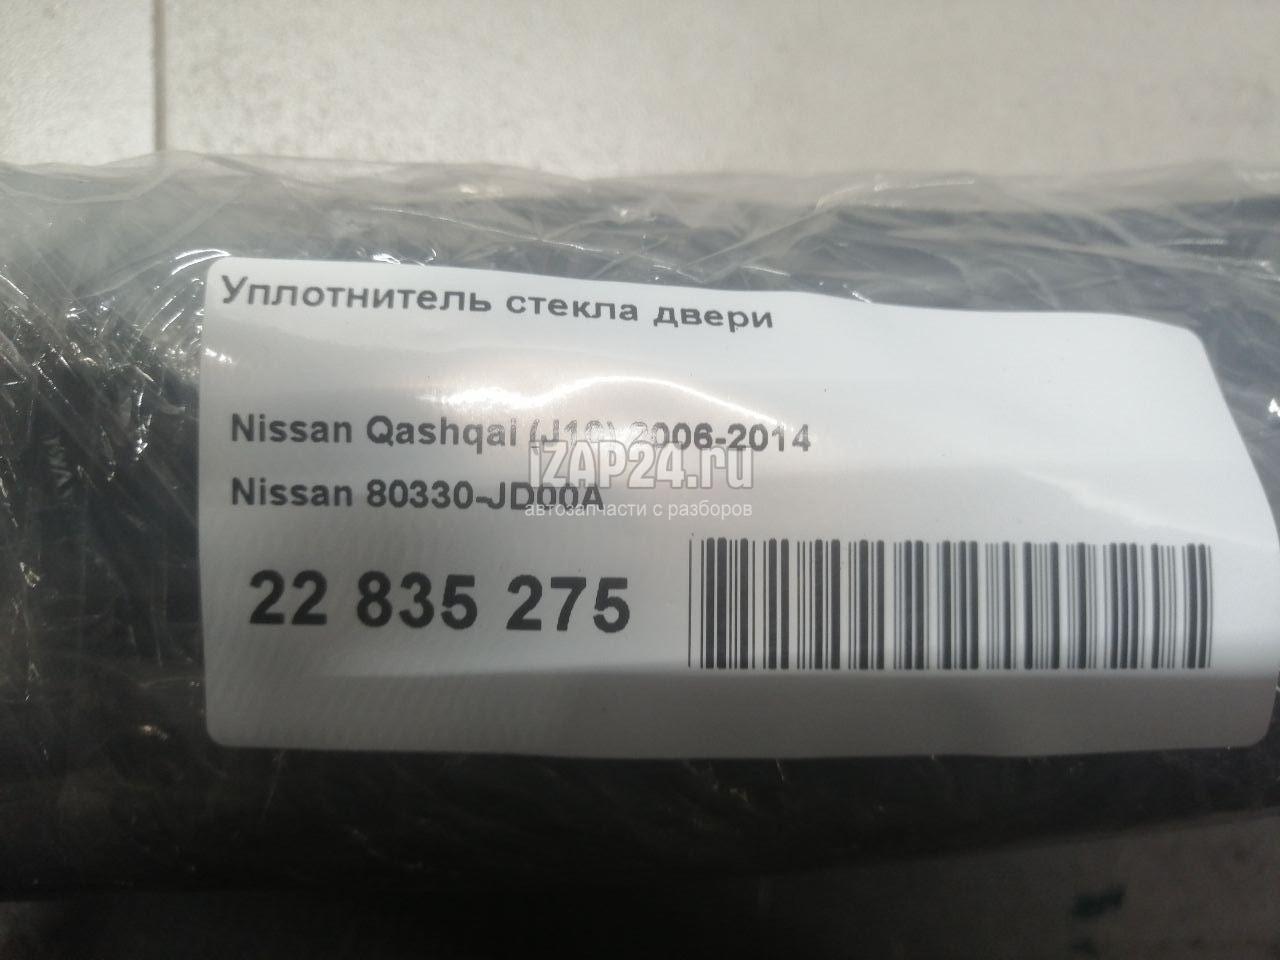 Уплотнитель стекла двери
Nissan Qashqai (J10) 2006-2014
iZAP24.ru
Nissan 80330-JD00A
автозапчасти с разборов
22 835 275